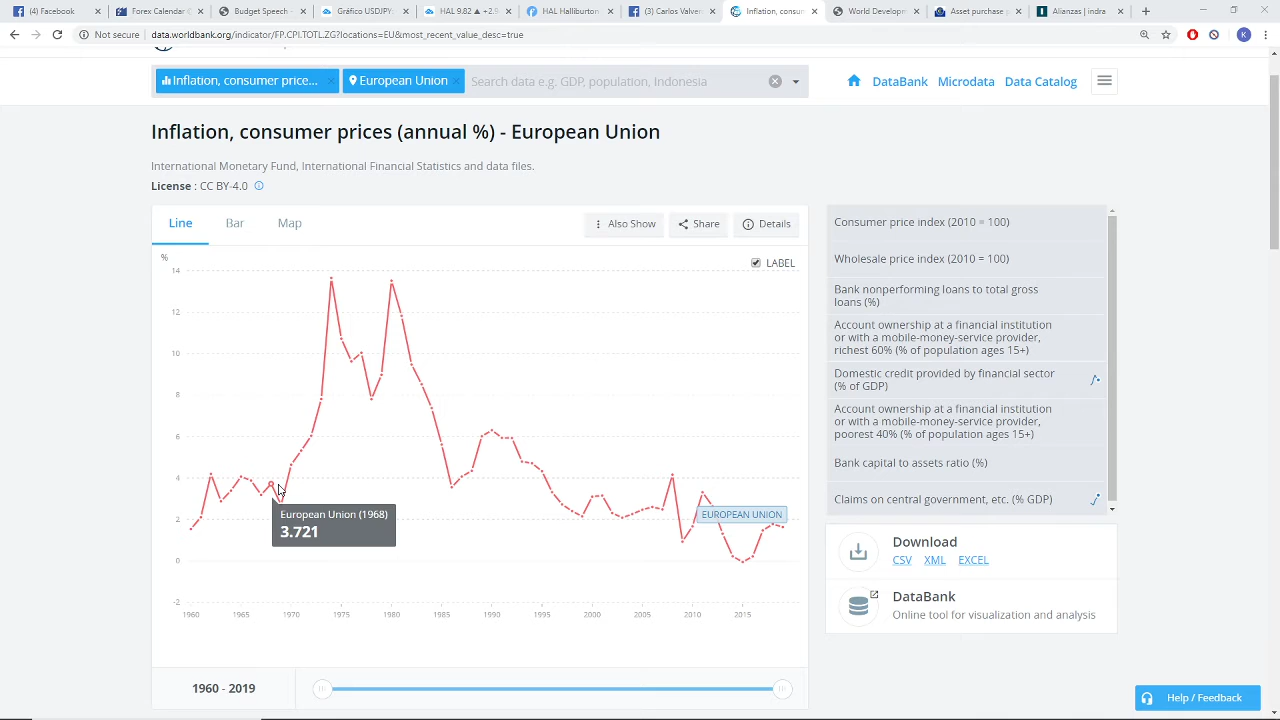 (4) Facebook
Forex Calendar
Budget Speech
Gráfico USDJPY:
HAL 9.82 ▲ +2.
HAL Halliburton
(3) Carlos Valver
Inflation, consum
World Developm
Asset purchase
Alianzas | indra
Not secure
data.worldbank.org/indicator/FP.CPI.TOTL.ZG?locations=EU&most_recent_value_desc=true
K
Inflation, consumer price...
European Union
Search data e.g. GDP, population, Indonesia
DataBank
Microdata
Data Catalog
Inflation, consumer prices (annual %) - European Union
International Monetary Fund, International Financial Statistics and data files.
License : CC BY-4.0
Line
Bar
Map
Also Show
Share
Details
%
LABEL
14
12
10
8
6
4
2
0
-2
European Union (1968)
3.721
EUROPEAN UNION
1960
1965
1970
1975
1980
1985
1990
1995
2000
2005
2010
2015
1960 - 2019
Consumer price index (2010 = 100)
Wholesale price index (2010 = 100)
Bank nonperforming loans to total gross
loans (%)
Account ownership at a financial institution
or with a mobile-money-service provider,
richest 60% (% of population ages 15+)
Domestic credit provided by financial sector
(% of GDP)
Account ownership at a financial institution
or with a mobile-money-service provider,
poorest 40% (% of population ages 15+)
Bank capital to assets ratio (%)
Claims on central government, etc. (% GDP)
Download
CSV
XML
EXCEL
DataBank
Online tool for visualization and analysis
Help / Feedback